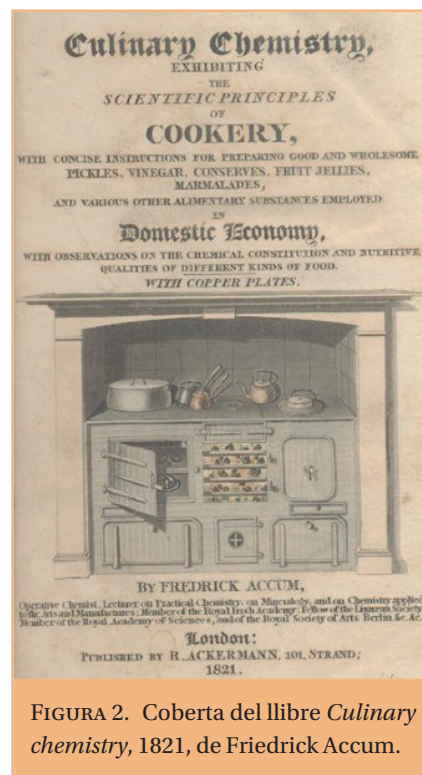 Culinary Chemistry,
EXHIBITING
THE
SCIENTIFIC PRINCIPLES
OF
COOKERY,
WITH CONCISE INSTRUCTIONS FOR PREPARING GOOD AND WHOLESOME
PICKLES, VINEGAR, CONSERVES, FRUIT JELLIES,
MARMALADES,
AND VARIOUS OTHER ALIMENTARY SUBSTANCES EMPLOYED
IN
Domestic Economy,
WITH OBSERVATIONS ON THE CHEMICAL CONSTITUTION AND NUTRITIVE
QUALITIES OF DIFFERENT KINDS OF FOOD.
WITH COPPER PLATES.
BY FREDRICK ACCUM,
Operative Chemist, Lecturer on Practical Chemistry, on Mineralogy, and on Chemistry applied
to the Arts and Manufactures; Member of the Royal Irish Academy; Fellow of the Linnæan Society;
Member of the Royal Academy of Sciences, and of the Royal Society of Arts Berlin &c. &c.
London:
PUBLISHED BY R. ACKERMANN, 101, STRAND;
1821.
FIGURA 2. Coberta del llibre Culinary
chemistry, 1821, de Friedrick Accum.